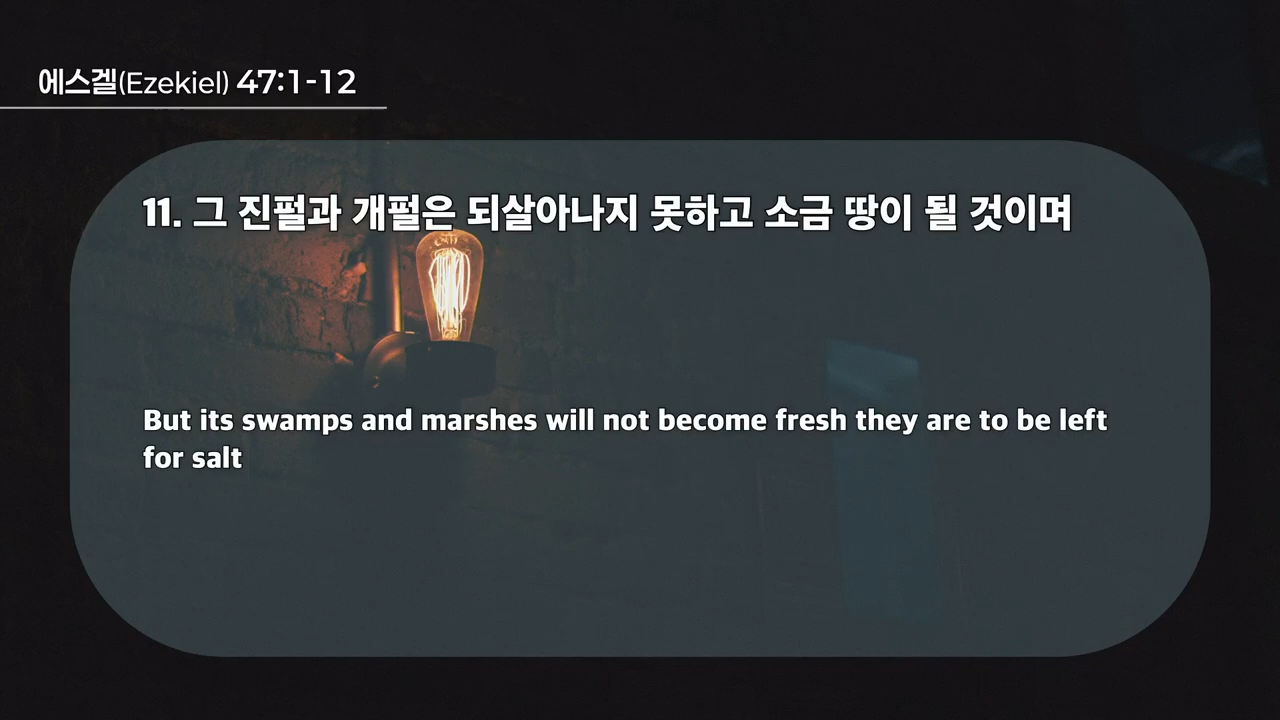 에스겔(Ezekiel) 47:1-12
11. 그 진펄과 개펄은 되살아나지 못하고 소금 땅이 될 것이며
But its swamps and marshes will not become fresh they are to be left
for salt